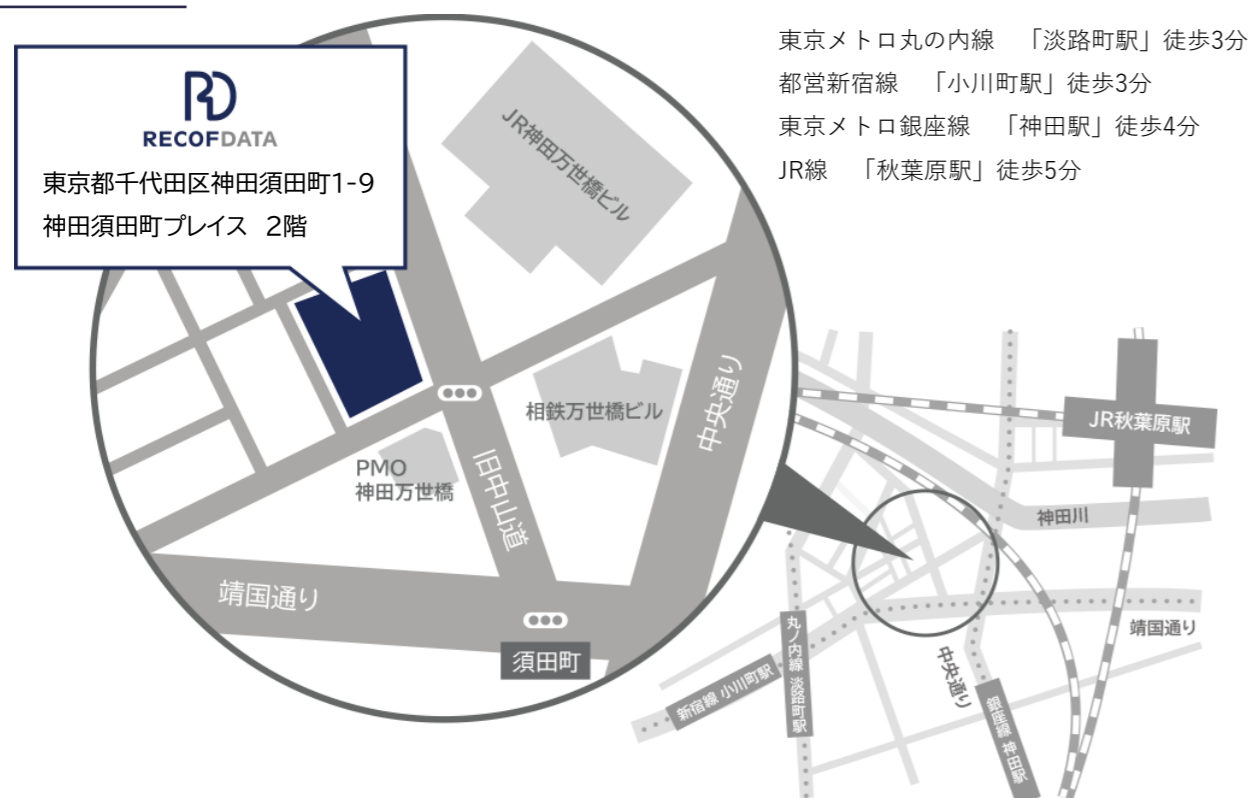 東京メトロ丸の内線　「淡路町駅」徒歩3分
都営新宿線　「小川町駅」徒歩3分
東京メトロ銀座線　「神田駅」徒歩4分
JR線　「秋葉原駅」徒歩5分
RD
RECOFDATA
東京都千代田区神田須田町1-9
神田須田町プレイス　2階
JR神田万世橋ビル
相鉄万世橋ビル
中央通り
PMO
神田万世橋
旧中山道
靖国通り
須田町
JR秋葉原駅
神田川
靖国通り
中央通り
丸ノ内線 淡路町駅
新宿線 小川町駅
銀座線 神田駅